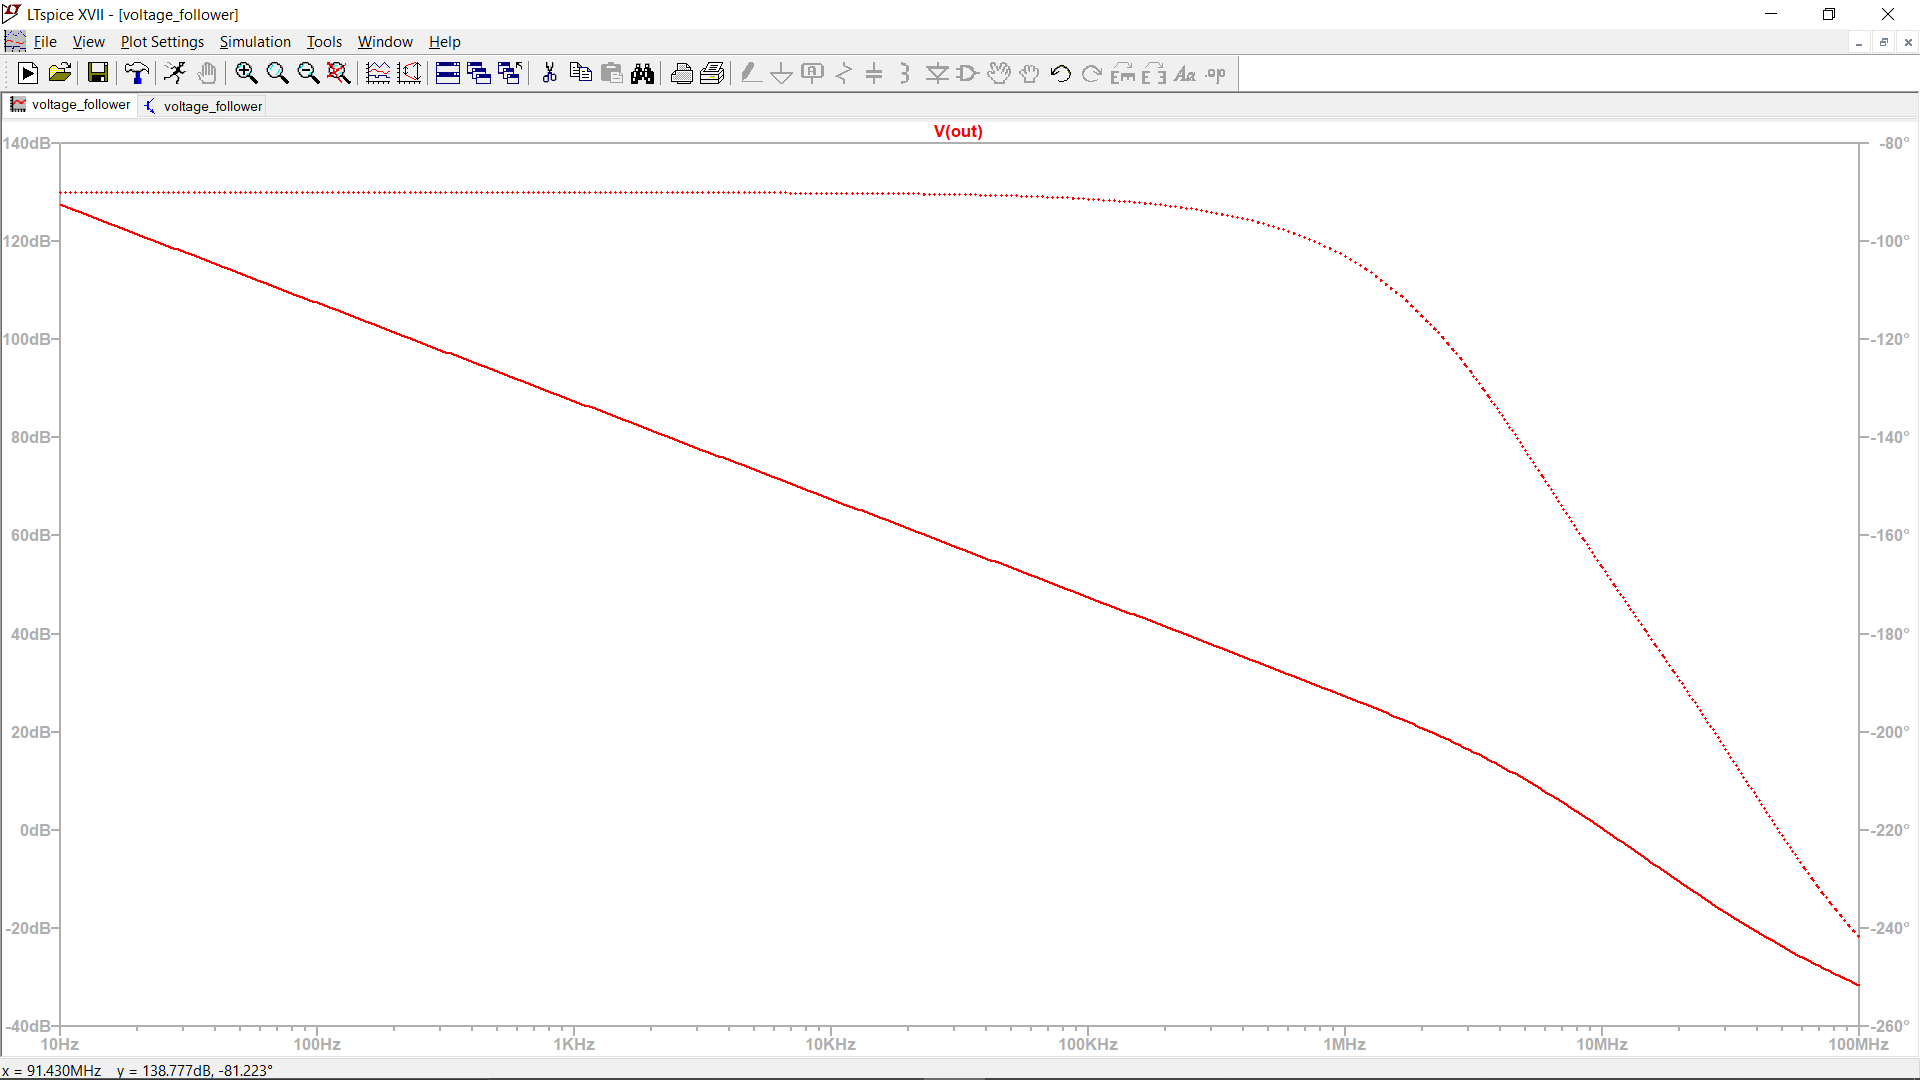 LTspice XVII - [voltage_follower]
File View Plot Settings Simulation Tools Window Help
Aa .op
voltage_follower voltage_follower
V(out)
140dB -80°
120dB -100°
100dB -120°
80dB -140°
60dB -160°
40dB -180°
20dB -200°
0dB -220°
-20dB -240°
-40dB -260°
10Hz 100Hz 1KHz 10KHz 100KHz 1MHz 10MHz 100MHz
x = 91.430MHz y = 138.777dB, -81.223°